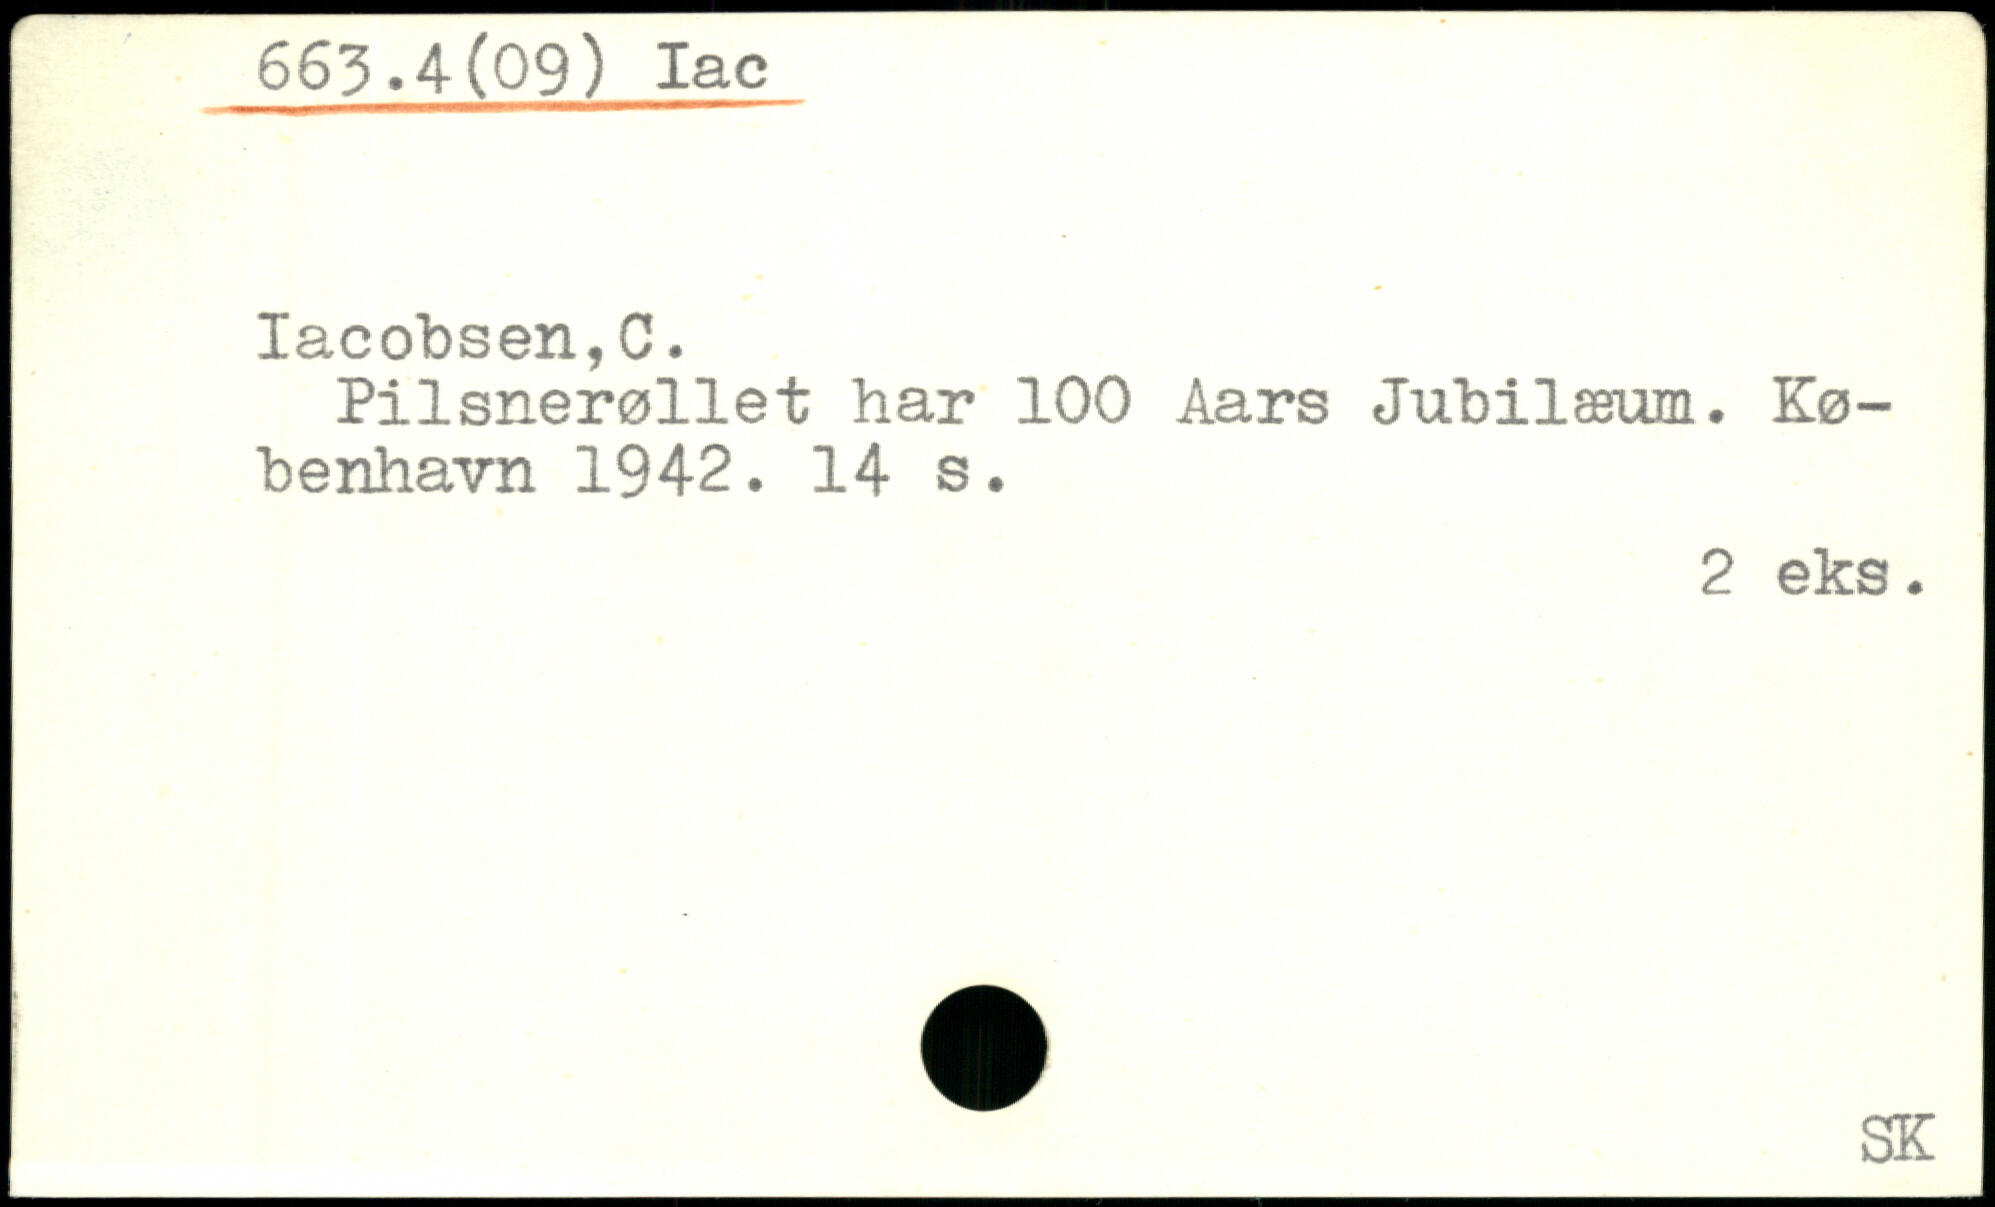 663.4(09) Iac
Iacobsen,C.
Pilsnerøllet har 100 Aars Jubilæum. Kø-
benhavn 1942. 14 s.
2 eks.
SK